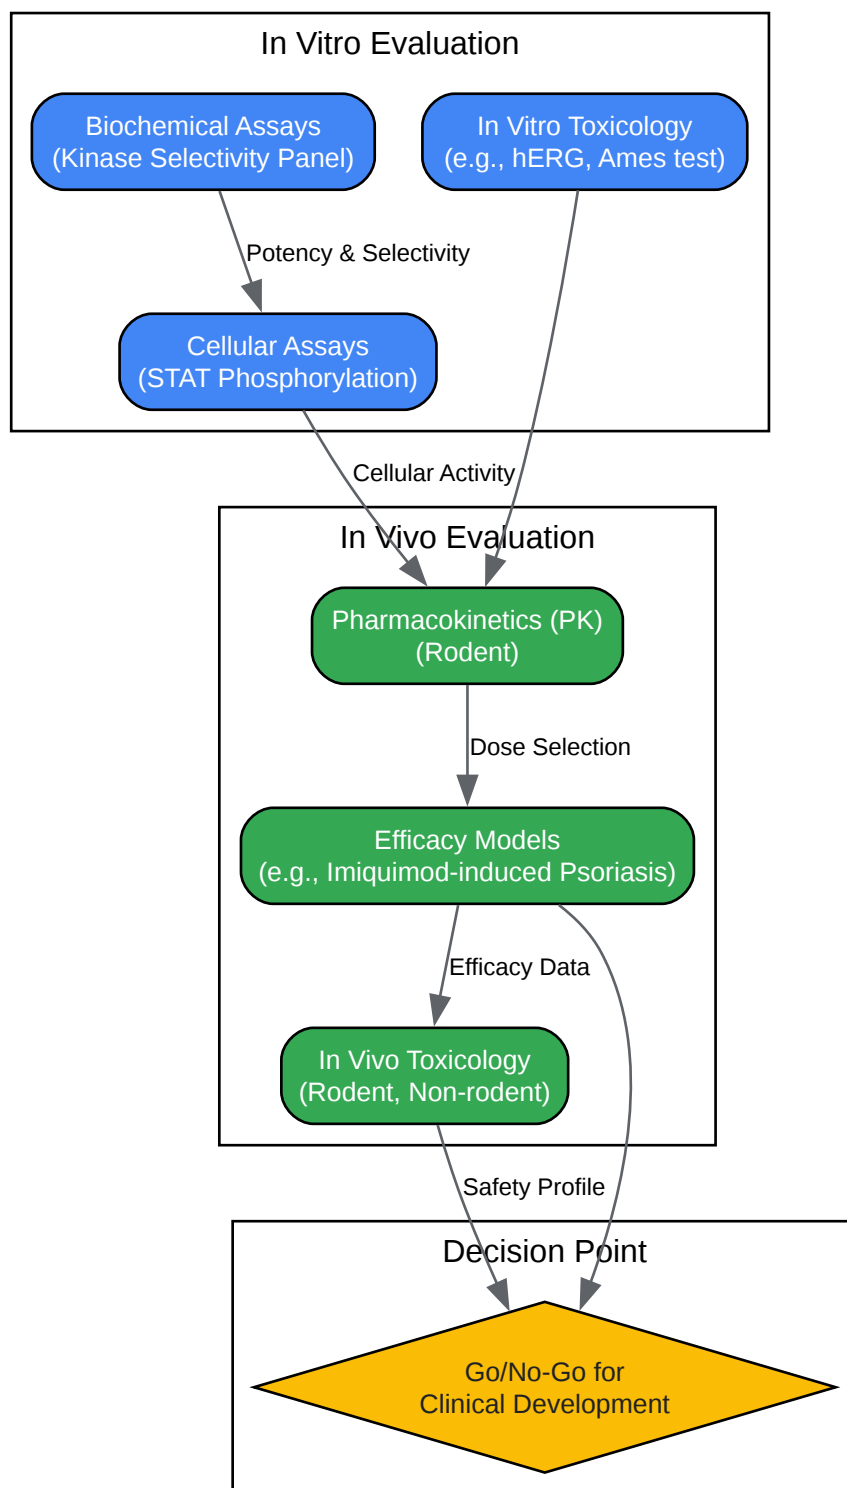 In Vitro Evaluation
Biochemical Assays
(Kinase Selectivity Panel)
In Vitro Toxicology
(e.g., hERG, Ames test)
Potency & Selectivity
Cellular Assays
(STAT Phosphorylation)
Cellular Activity
In Vivo Evaluation
Pharmacokinetics (PK)
(Rodent)
Dose Selection
Efficacy Models
(e.g., Imiquimod-induced Psoriasis)
Efficacy Data
In Vivo Toxicology
(Rodent, Non-rodent)
Safety Profile
Decision Point
Go/No-Go for
Clinical Development